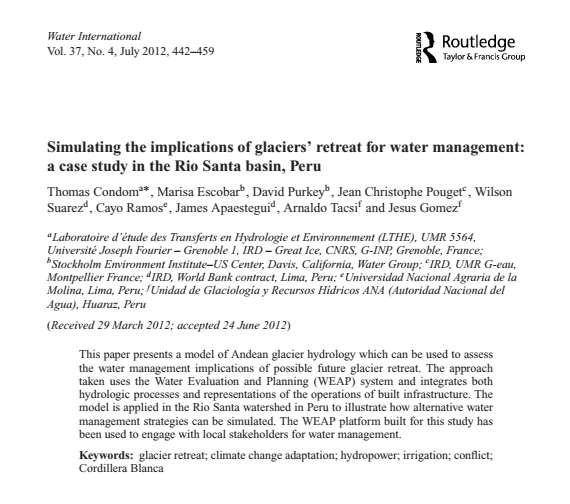 Water International
Vol. 37, No. 4, July 2012, 442–459
ROUTLEDGE
Routledge
Taylor & Francis Group
Simulating the implications of glaciers’ retreat for water management:
a case study in the Rio Santa basin, Peru
Thomas Condomᵃ*, Marisa Escobarᵇ, David Purkeyᵇ, Jean Christophe Pougetᶜ, Wilson
Suarezᵈ, Cayo Ramosᵉ, James Apaesteguiᵈ, Arnaldo Tacsiᶠ and Jesus Gomezᶠ
ᵃLaboratoire d’étude des Transferts en Hydrologie et Environnement (LTHE), UMR 5564,
Université Joseph Fourier – Grenoble 1, IRD – Great Ice, CNRS, G-INP, Grenoble, France;
ᵇStockholm Environment Institute–US Center, Davis, California, Water Group; ᶜIRD, UMR G-eau,
Montpellier France; ᵈIRD, World Bank contract, Lima, Peru; ᵉUniversidad Nacional Agraria de la
Molina, Lima, Peru; ᶠUnidad de Glaciología y Recursos Hídricos ANA (Autoridad Nacional del
Agua), Huaraz, Peru
(Received 29 March 2012; accepted 24 June 2012)
This paper presents a model of Andean glacier hydrology which can be used to assess
the water management implications of possible future glacier retreat. The approach
taken uses the Water Evaluation and Planning (WEAP) system and integrates both
hydrologic processes and representations of the operations of built infrastructure. The
model is applied in the Rio Santa watershed in Peru to illustrate how alternative water
management strategies can be simulated. The WEAP platform built for this study has
been used to engage with local stakeholders for water management.
Keywords: glacier retreat; climate change adaptation; hydropower; irrigation; conflict;
Cordillera Blanca